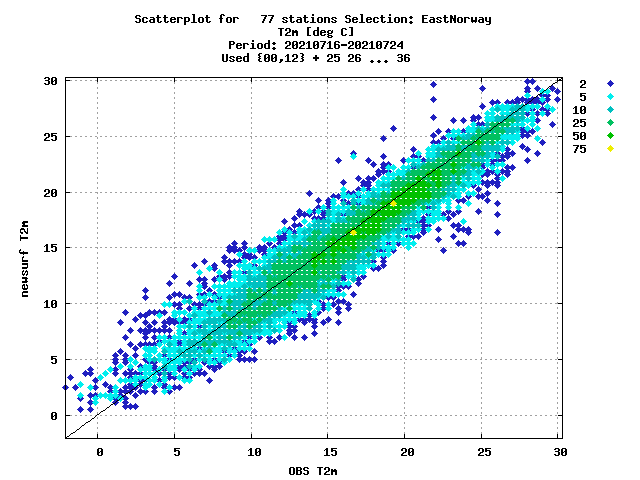 Scatterplot for   77 stations Selection: EastNorway
T2m [deg C]
Period: 20210716-20210724
Used {00,12} + 25 26 ... 36
30
25
20
15
10
5
0
newsurf T2m
0 5 10 15 20 25 30
OBS T2m
2
5
10
25
50
75